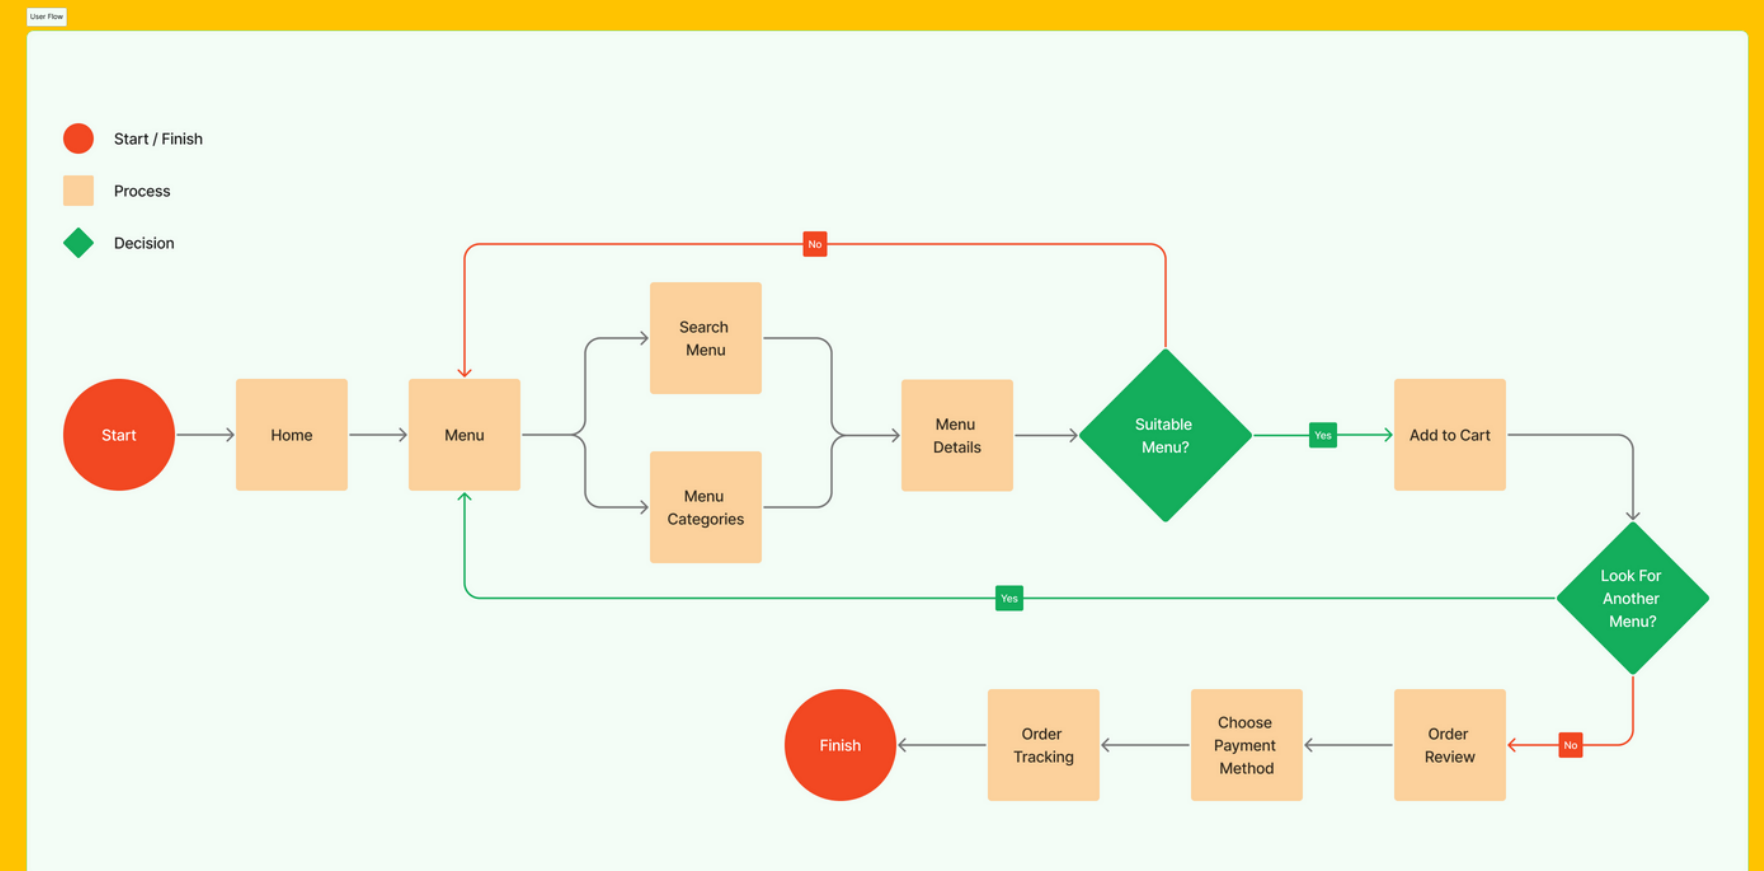 User Flow
Start / Finish
Process
Decision
No
Search
Menu
Start
Home
Menu
Menu
Details
Suitable
Menu?
Yes
Add to Cart
Menu
Categories
Yes
Look For
Another
Menu?
Finish
Order
Tracking
Choose
Payment
Method
Order
Review
No